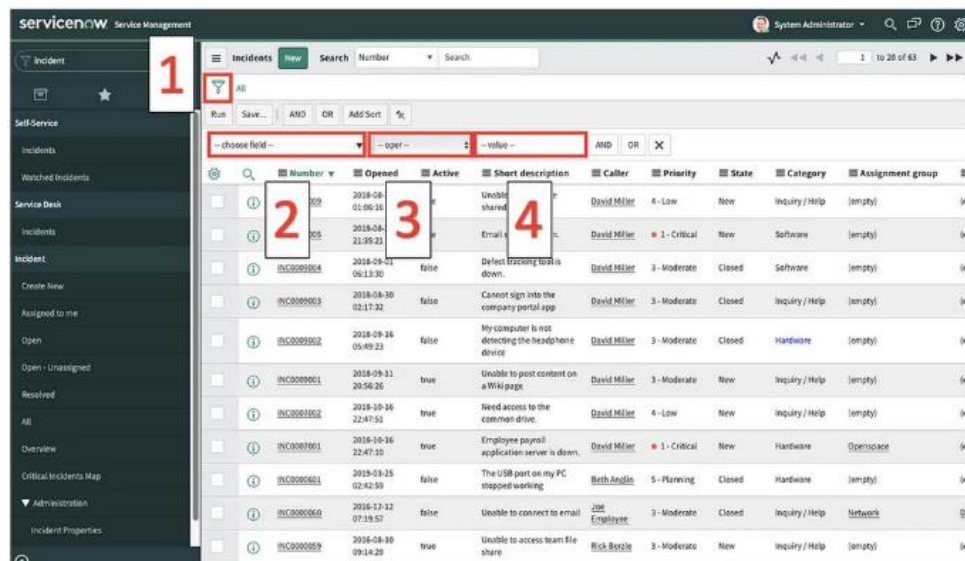 servicenow Service Management
System Administrator
Incident
1
Incidents New Search Number Search
1 to 20 of 63
All
Run Save... AND OR Add Sort
-- choose field -- -- oper -- -- value -- AND OR X
Self-Service
Incidents
Watched Incidents
Service Desk
Incidents
Incident
Create New
Assigned to me
Open
Open - Unassigned
Resolved
All
Overview
Critical Incidents Map
Administration
Incident Properties
Number Opened Active Short description Caller Priority State Category Assignment group
2
3
4
01:06:16 David Miller 4 - Low New Inquiry / Help (empty)
21:35:21 David Miller 1 - Critical New Software (empty)
INC0009004 2018-09-01 06:13:30 false Defect tracking tool is down. David Miller 3 - Moderate Closed Software (empty)
INC0009003 2018-08-30 02:17:32 false Cannot sign into the company portal app David Miller 3 - Moderate Closed Inquiry / Help (empty)
INC0009002 2018-09-16 05:49:23 false My computer is not detecting the headphone device David Miller 3 - Moderate Closed Hardware (empty)
INC0009001 2018-09-11 20:56:26 true Unable to post content on a Wiki page David Miller 3 - Moderate New Inquiry / Help (empty)
INC0007002 2018-10-16 22:47:51 true Need access to the common drive. David Miller 4 - Low New Inquiry / Help (empty)
INC0007001 2018-10-16 22:47:10 true Employee payroll application server is down. David Miller 1 - Critical New Hardware Openspace
INC0000601 2019-03-25 02:42:59 false The USB port on my PC stopped working Beth Anglin 5 - Planning Closed Hardware (empty)
INC0000060 2016-12-12 07:19:57 false Unable to connect to email Joe Employee 3 - Moderate Closed Inquiry / Help Network
INC0000059 2016-08-10 09:14:29 true Unable to access team file share Rick Berzle 3 - Moderate New Inquiry / Help (empty)